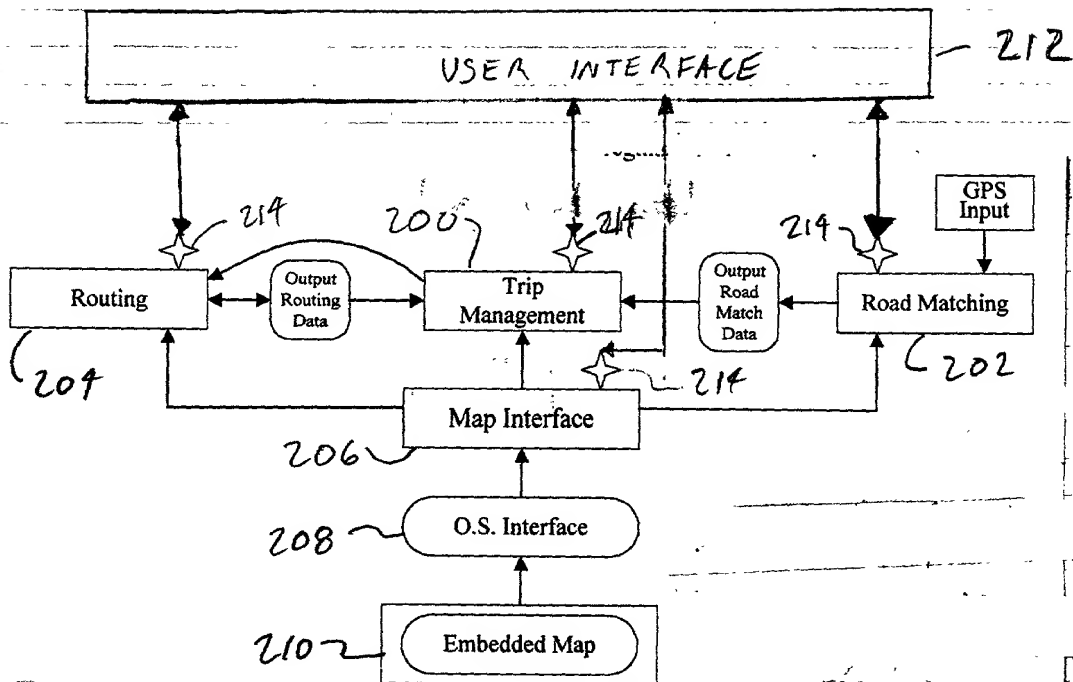 USER INTERFACE
212
GPS
Input
214
200
214
214
Routing
Output
Routing
Data
Trip
Management
Output
Road
Match
Data
Road Matching
204
214
202
Map Interface
206
O.S. Interface
208
Embedded Map
210